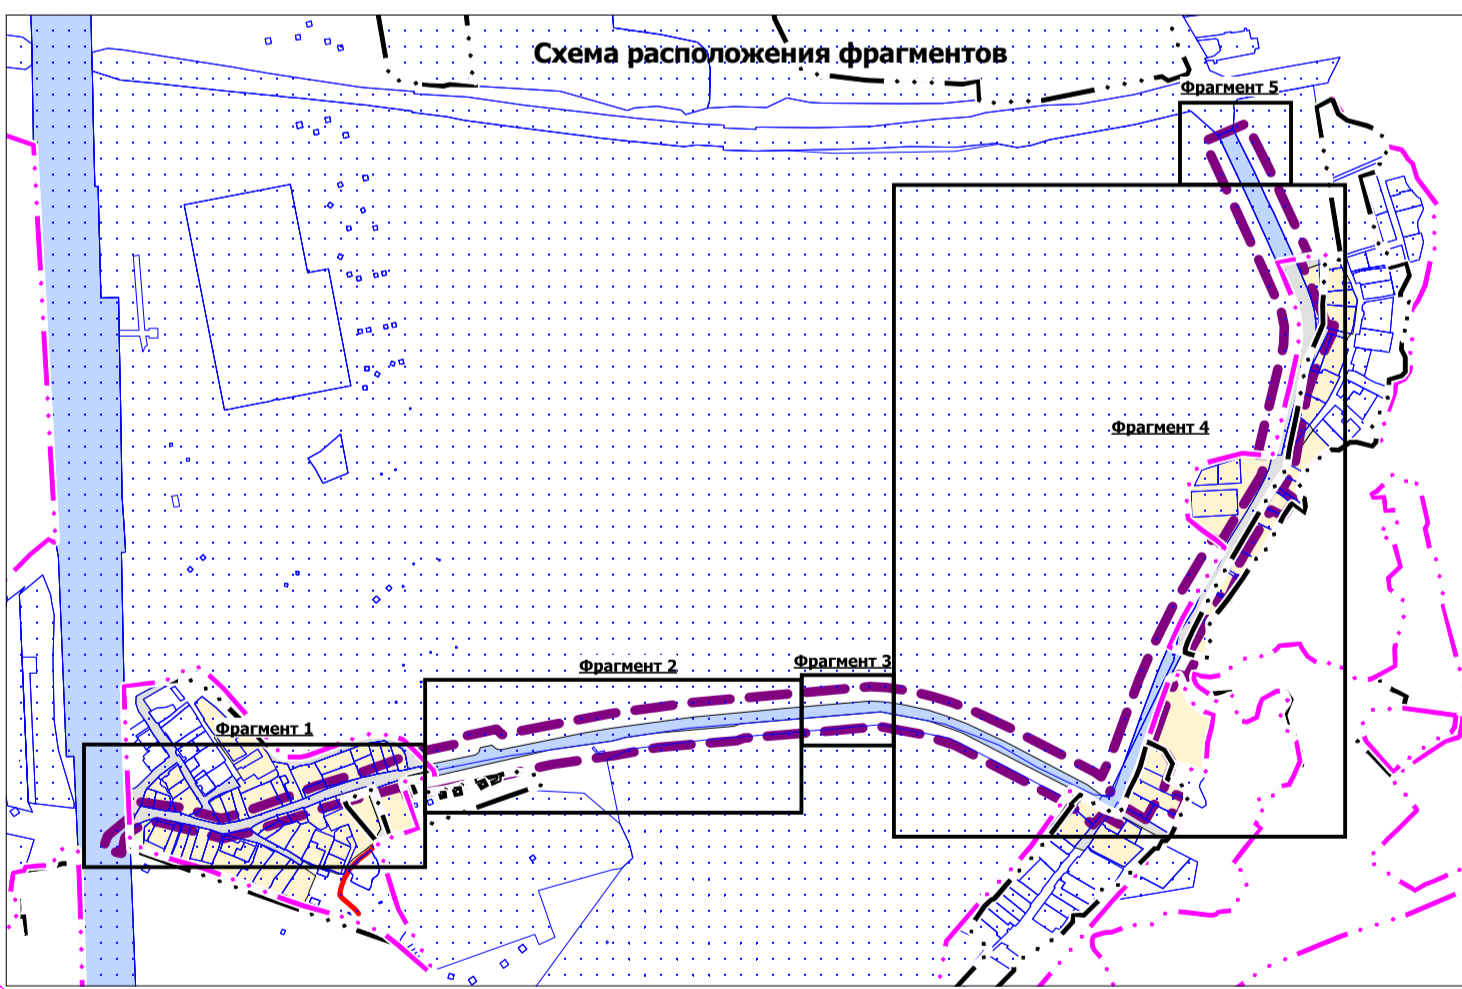 Схема расположения фрагментов
Фрагмент 5
Фрагмент 4
Фрагмент 3
Фрагмент 2
Фрагмент 1